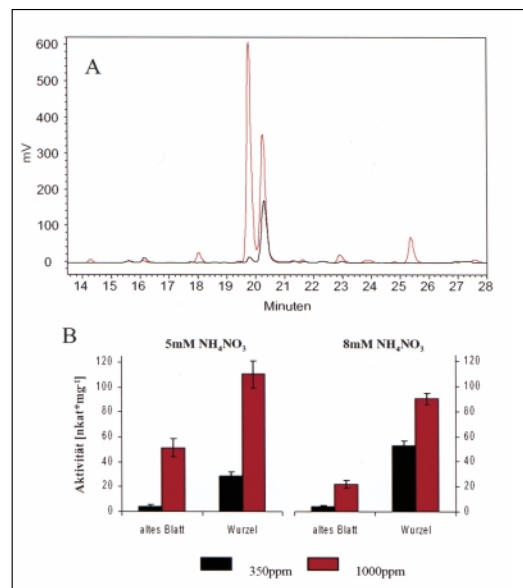 A
600
500
400
300
200
100
0
mV
14 15 16 17 18 19 20 21 22 23 24 25 26 27 28
Minuten
B
5mM NH₄NO₃ 8mM NH₄NO₃
120 120
100 100
80 80
60 60
40 40
20 20
0 0
Aktivität [nkat*mg⁻¹]
altes Blatt Wurzel altes Blatt Wurzel
350ppm 1000ppm